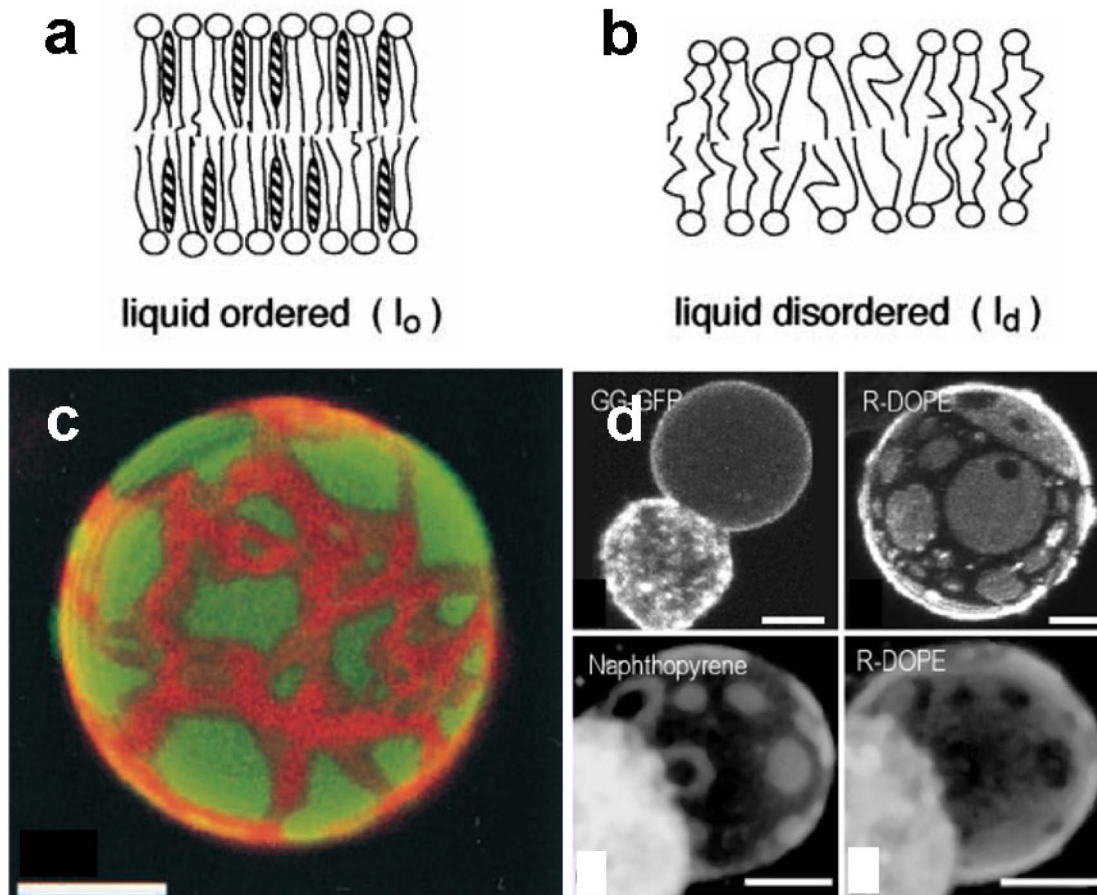 a
b
liquid ordered ( lo )
liquid disordered ( ld )
c
GG-GFP
d
R-DOPE
Naphthopyrene
R-DOPE